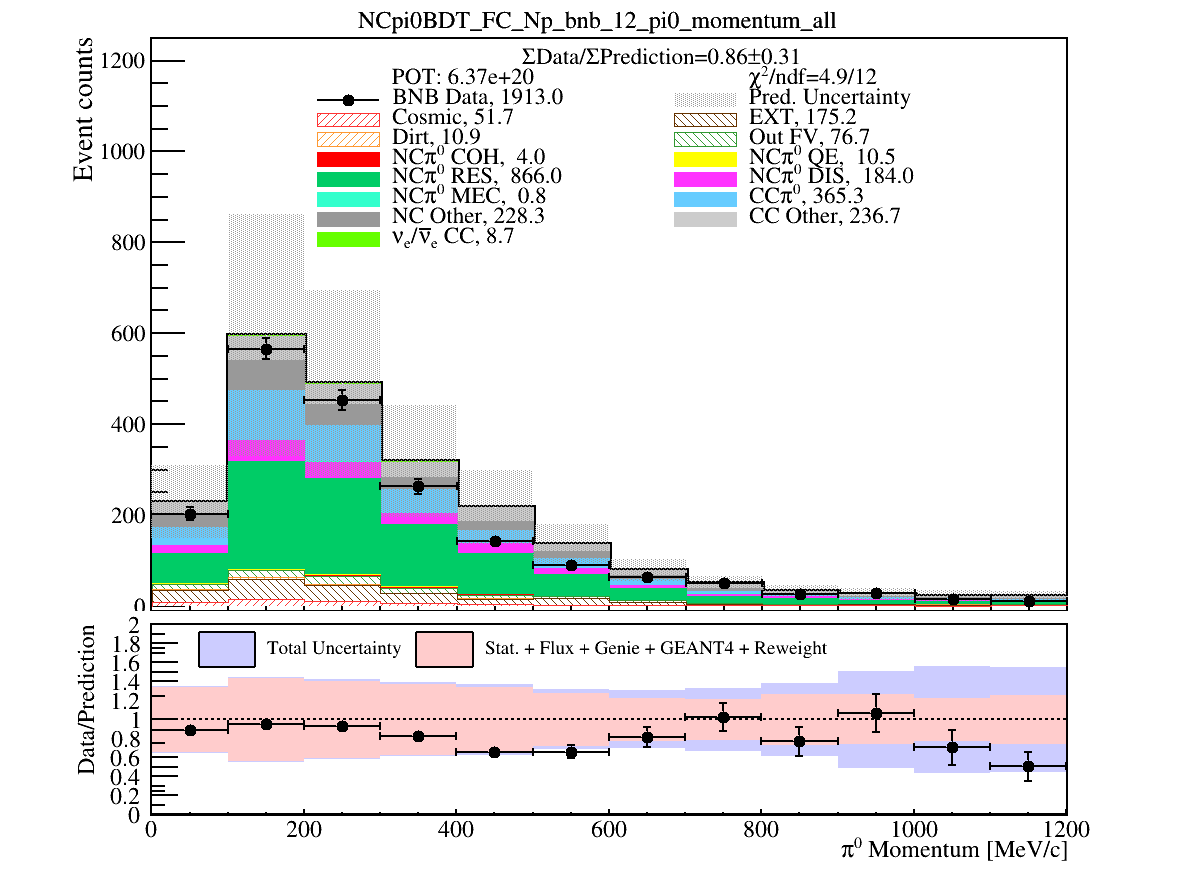 NCpi0BDT_FC_Np_bnb_12_pi0_momentum_all
ΣData/ΣPrediction=0.86±0.31
POT: 6.37e+20
χ²/ndf=4.9/12
BNB Data, 1913.0
Pred. Uncertainty
Cosmic, 51.7
EXT, 175.2
Dirt, 10.9
Out FV, 76.7
NCπ⁰ COH, 4.0
NCπ⁰ QE, 10.5
NCπ⁰ RES, 866.0
NCπ⁰ DIS, 184.0
NCπ⁰ MEC, 0.8
CCπ⁰, 365.3
NC Other, 228.3
CC Other, 236.7
νₑ/ν̅ₑ CC, 8.7
Event counts
1200
1000
800
600
400
200
0
Total Uncertainty
Stat. + Flux + Genie + GEANT4 + Reweight
Data/Prediction
2
1.8
1.6
1.4
1.2
1
0.8
0.6
0.4
0.2
0
0 200 400 600 800 1000 1200
π⁰ Momentum [MeV/c]